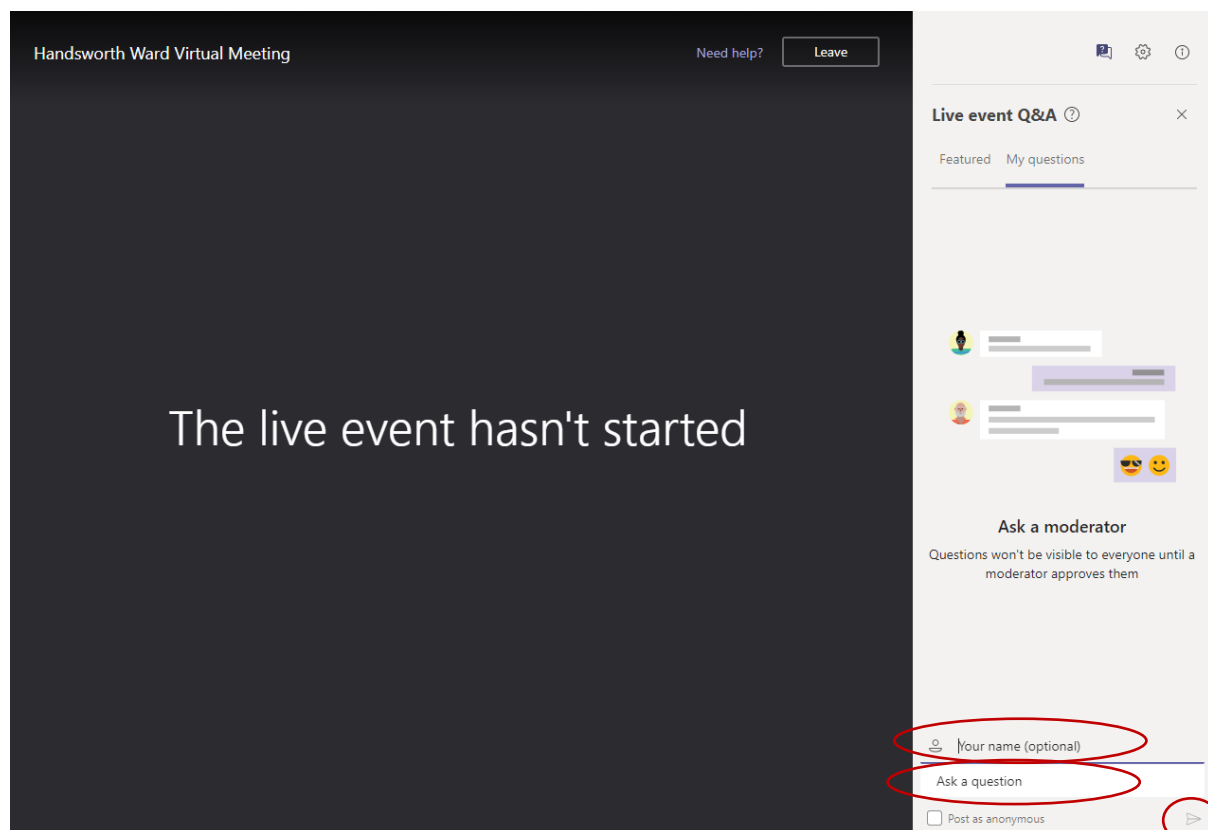 Handsworth Ward Virtual Meeting
Need help?
Leave
The live event hasn't started
Live event Q&A
Featured My questions
Ask a moderator
Questions won't be visible to everyone until a
moderator approves them
Your name (optional)
Ask a question
Post as anonymous